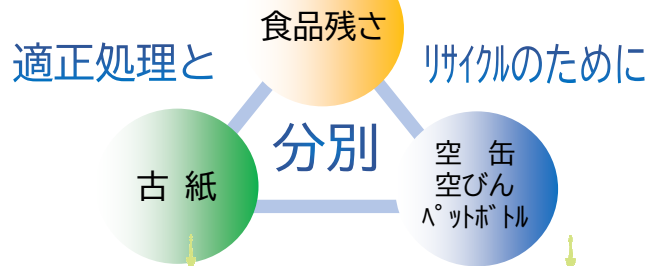 食品残さ
適正処理と
ﾘｻｲｸﾙのために
分別
古 紙
空　缶
空びん
ﾍﾟｯﾄﾎﾞﾄﾙ